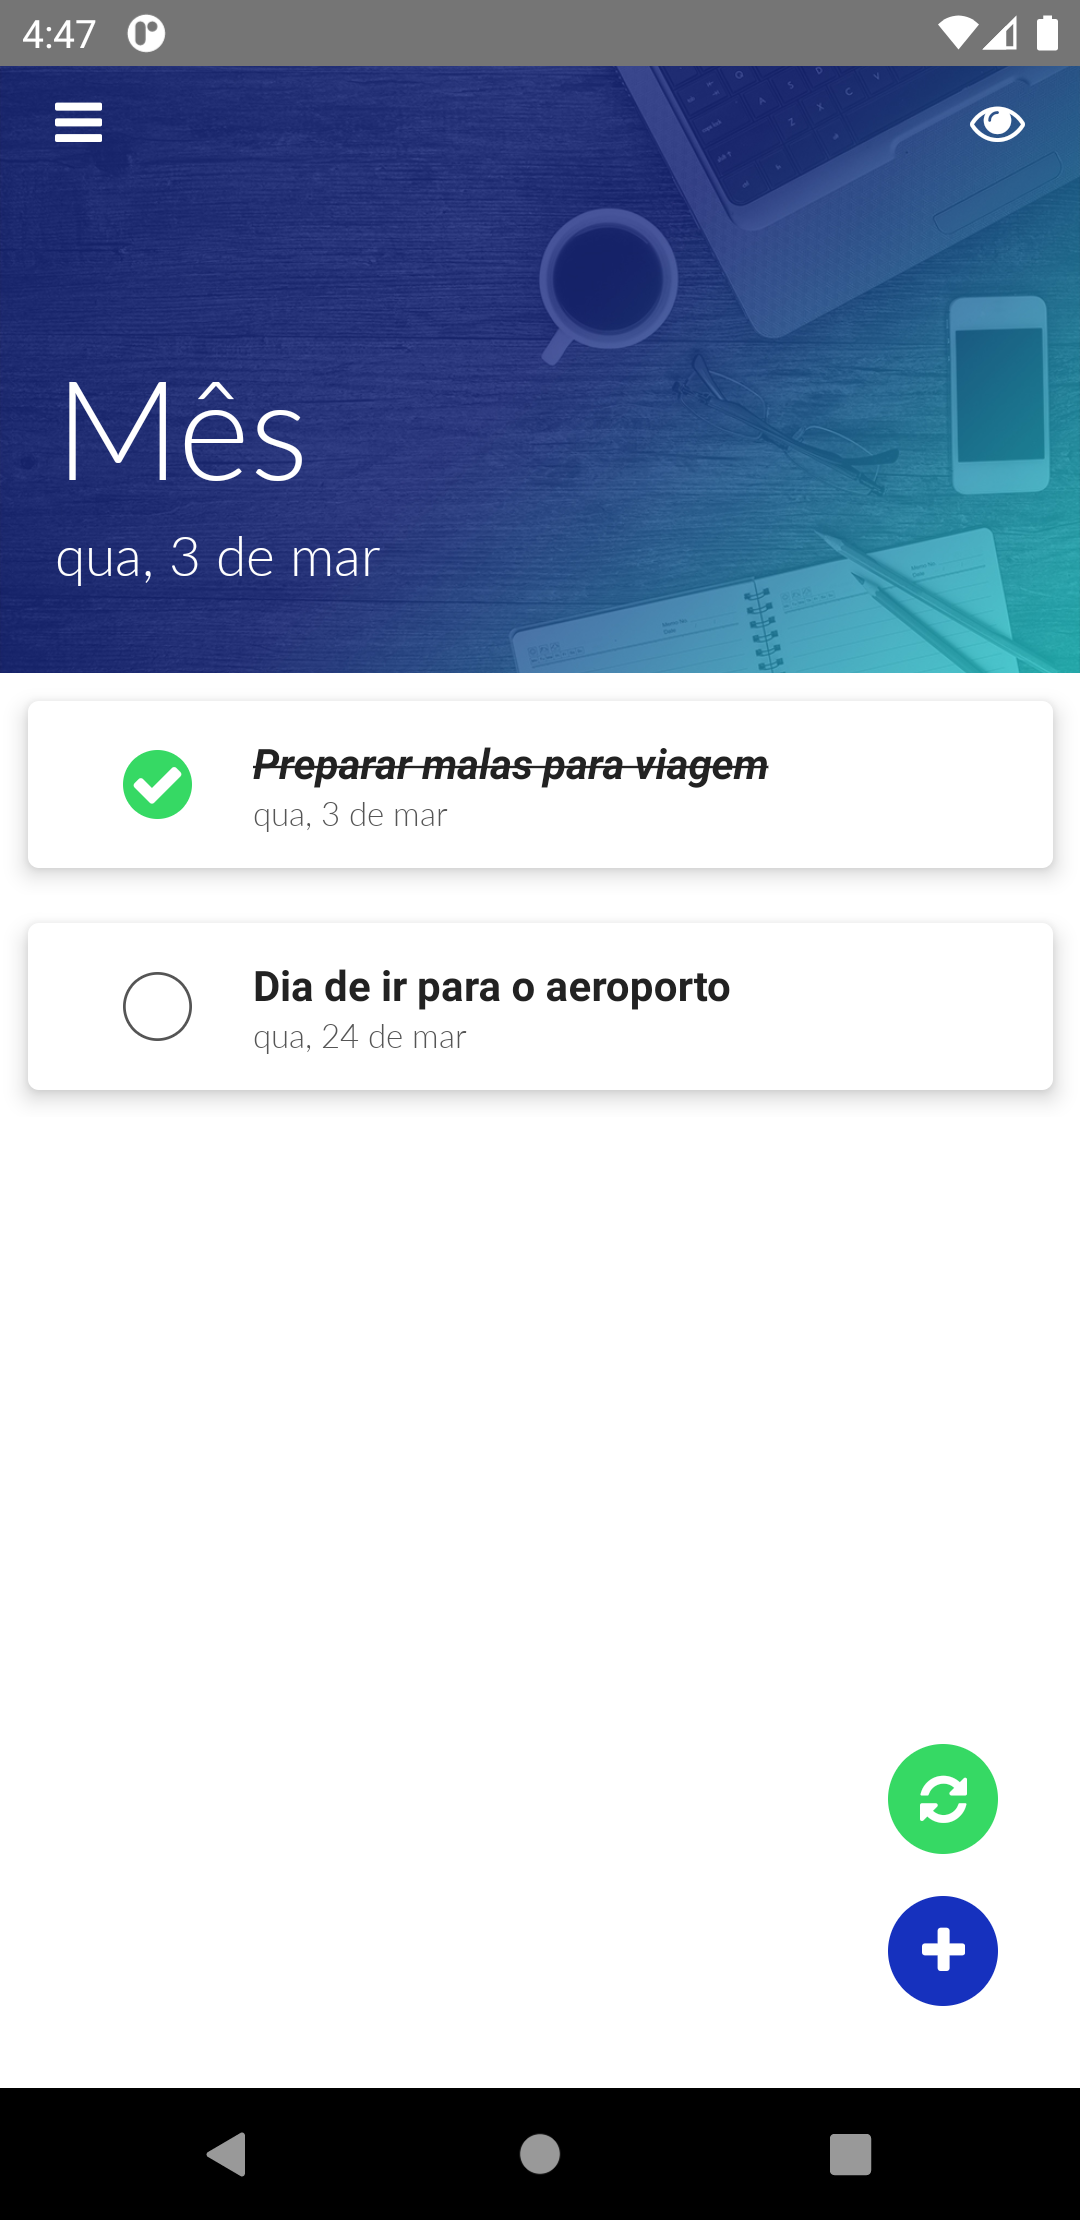 4:47
Mês
qua, 3 de mar
Preparar malas para viagem
qua, 3 de mar
Dia de ir para o aeroporto
qua, 24 de mar